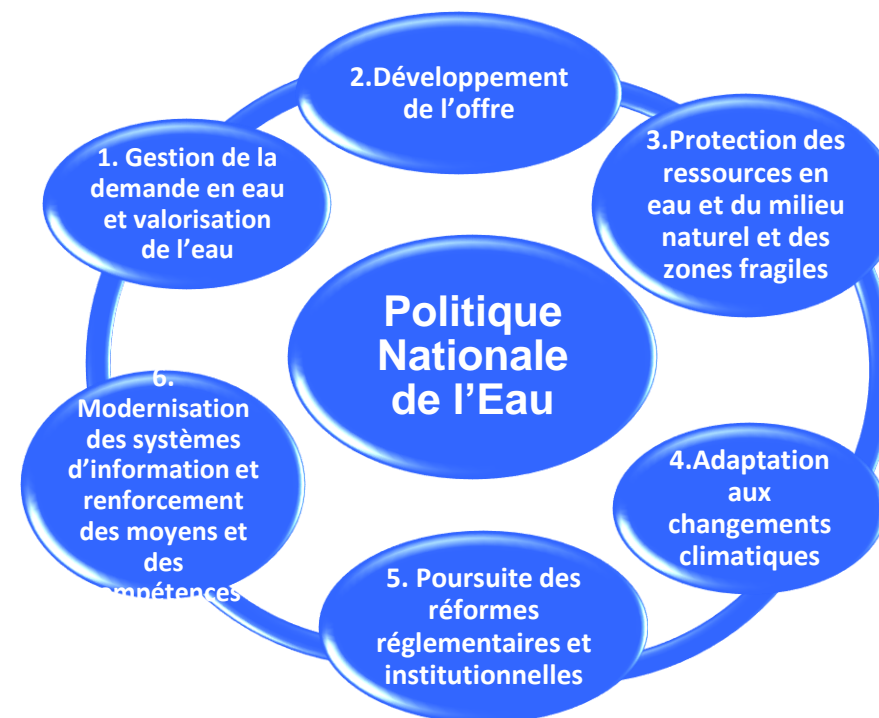 2.Développement
de l’offre
1. Gestion de la
demande en eau
et valorisation
de l’eau
3.Protection des
ressources en
eau et du milieu
naturel et des
zones fragiles
Politique
Nationale
de l’Eau
6.
Modernisation
des systèmes
d’information et
renforcement
des moyens et
des
compétences
4.Adaptation
aux
changements
climatiques
5. Poursuite des
réformes
réglementaires et
institutionnelles